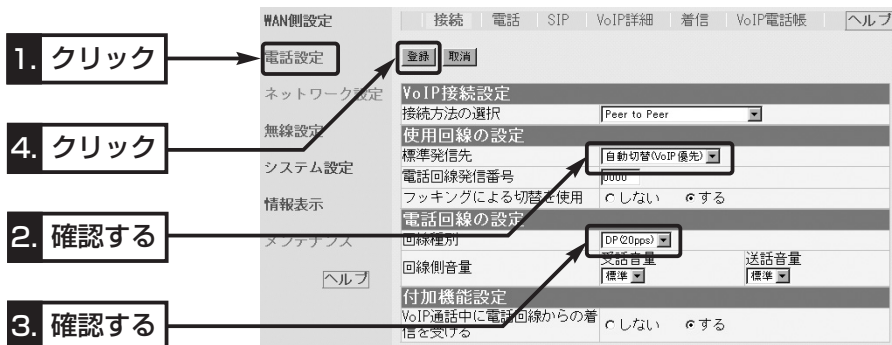 WAN側設定
接続 電話 SIP VoIP詳細 着信 VoIP電話帳 ヘルプ
1. クリック
電話設定
登録 取消
ネットワーク設定
VoIP接続設定
接続方法の選択 Peer to Peer
無線設定
使用回線の設定
4. クリック
標準発信先 自動切替(VoIP優先)
システム設定
電話回線発信番号 0000
情報表示
フッキングによる切替を使用 しない する
電話回線の設定
2. 確認する
メンテナンス
回線種別 DP(20pps)
回線側音量 受話音量 送話音量
標準 標準
ヘルプ
付加機能設定
3. 確認する
VoIP通話中に電話回線からの着
信を受ける しない する